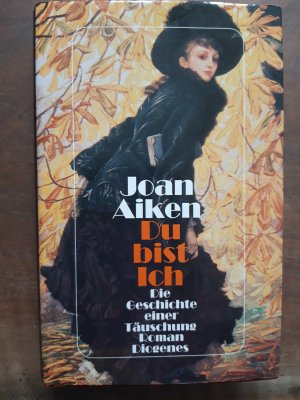 Joan
Aiken
Du
bist
Ich
Die
Geschichte
einer
Täuschung
Roman
Diogenes